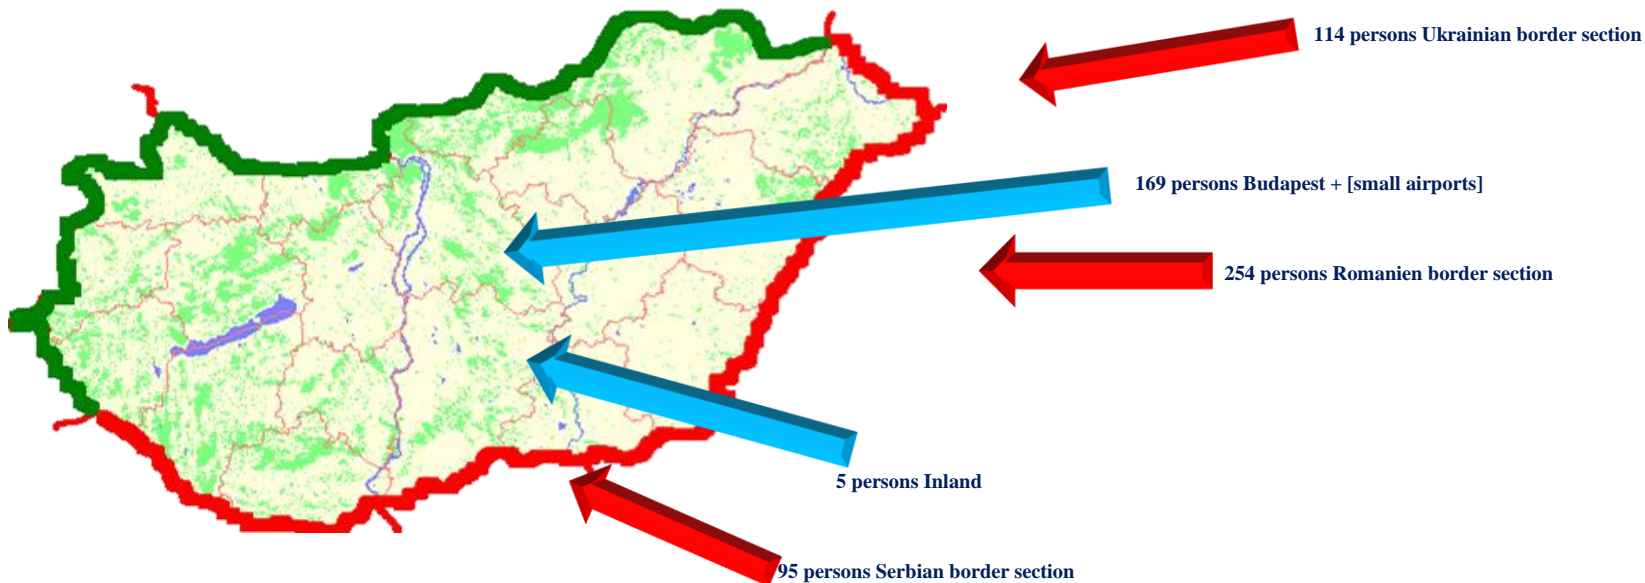 114 persons Ukrainian border section
169 persons Budapest + [small airports]
254 persons Romanien border section
5 persons Inland
95 persons Serbian border section